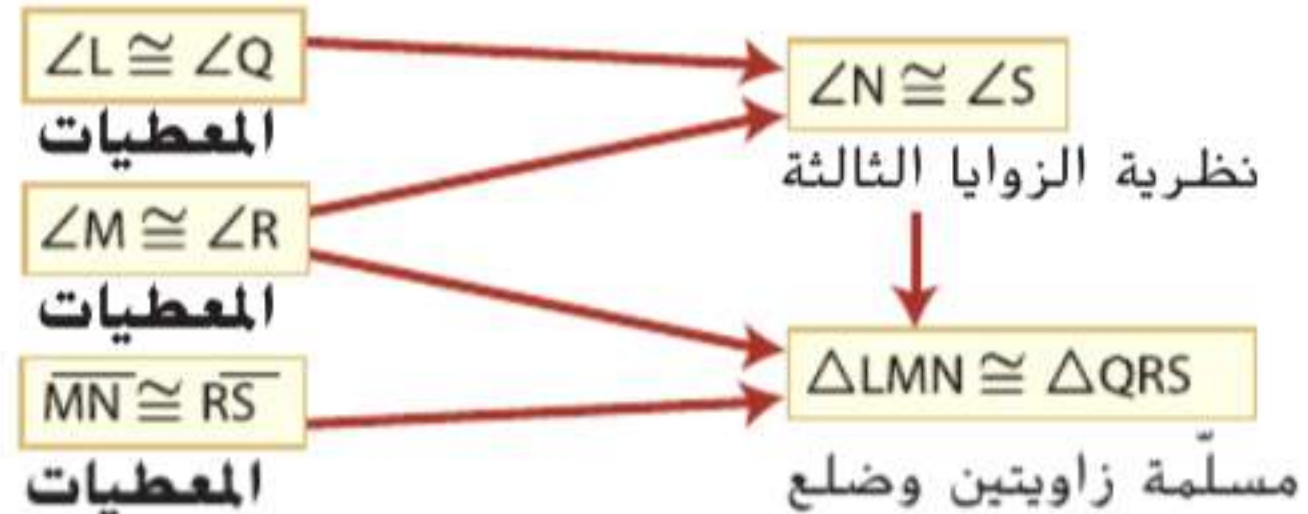 ∠L ≅ ∠Q
المعطيات
∠M ≅ ∠R
المعطيات
MN ≅ RS
المعطيات
∠N ≅ ∠S
نظرية الزوايا الثالثة
△LMN ≅ △QRS
مسلّمة زاويتين وضلع